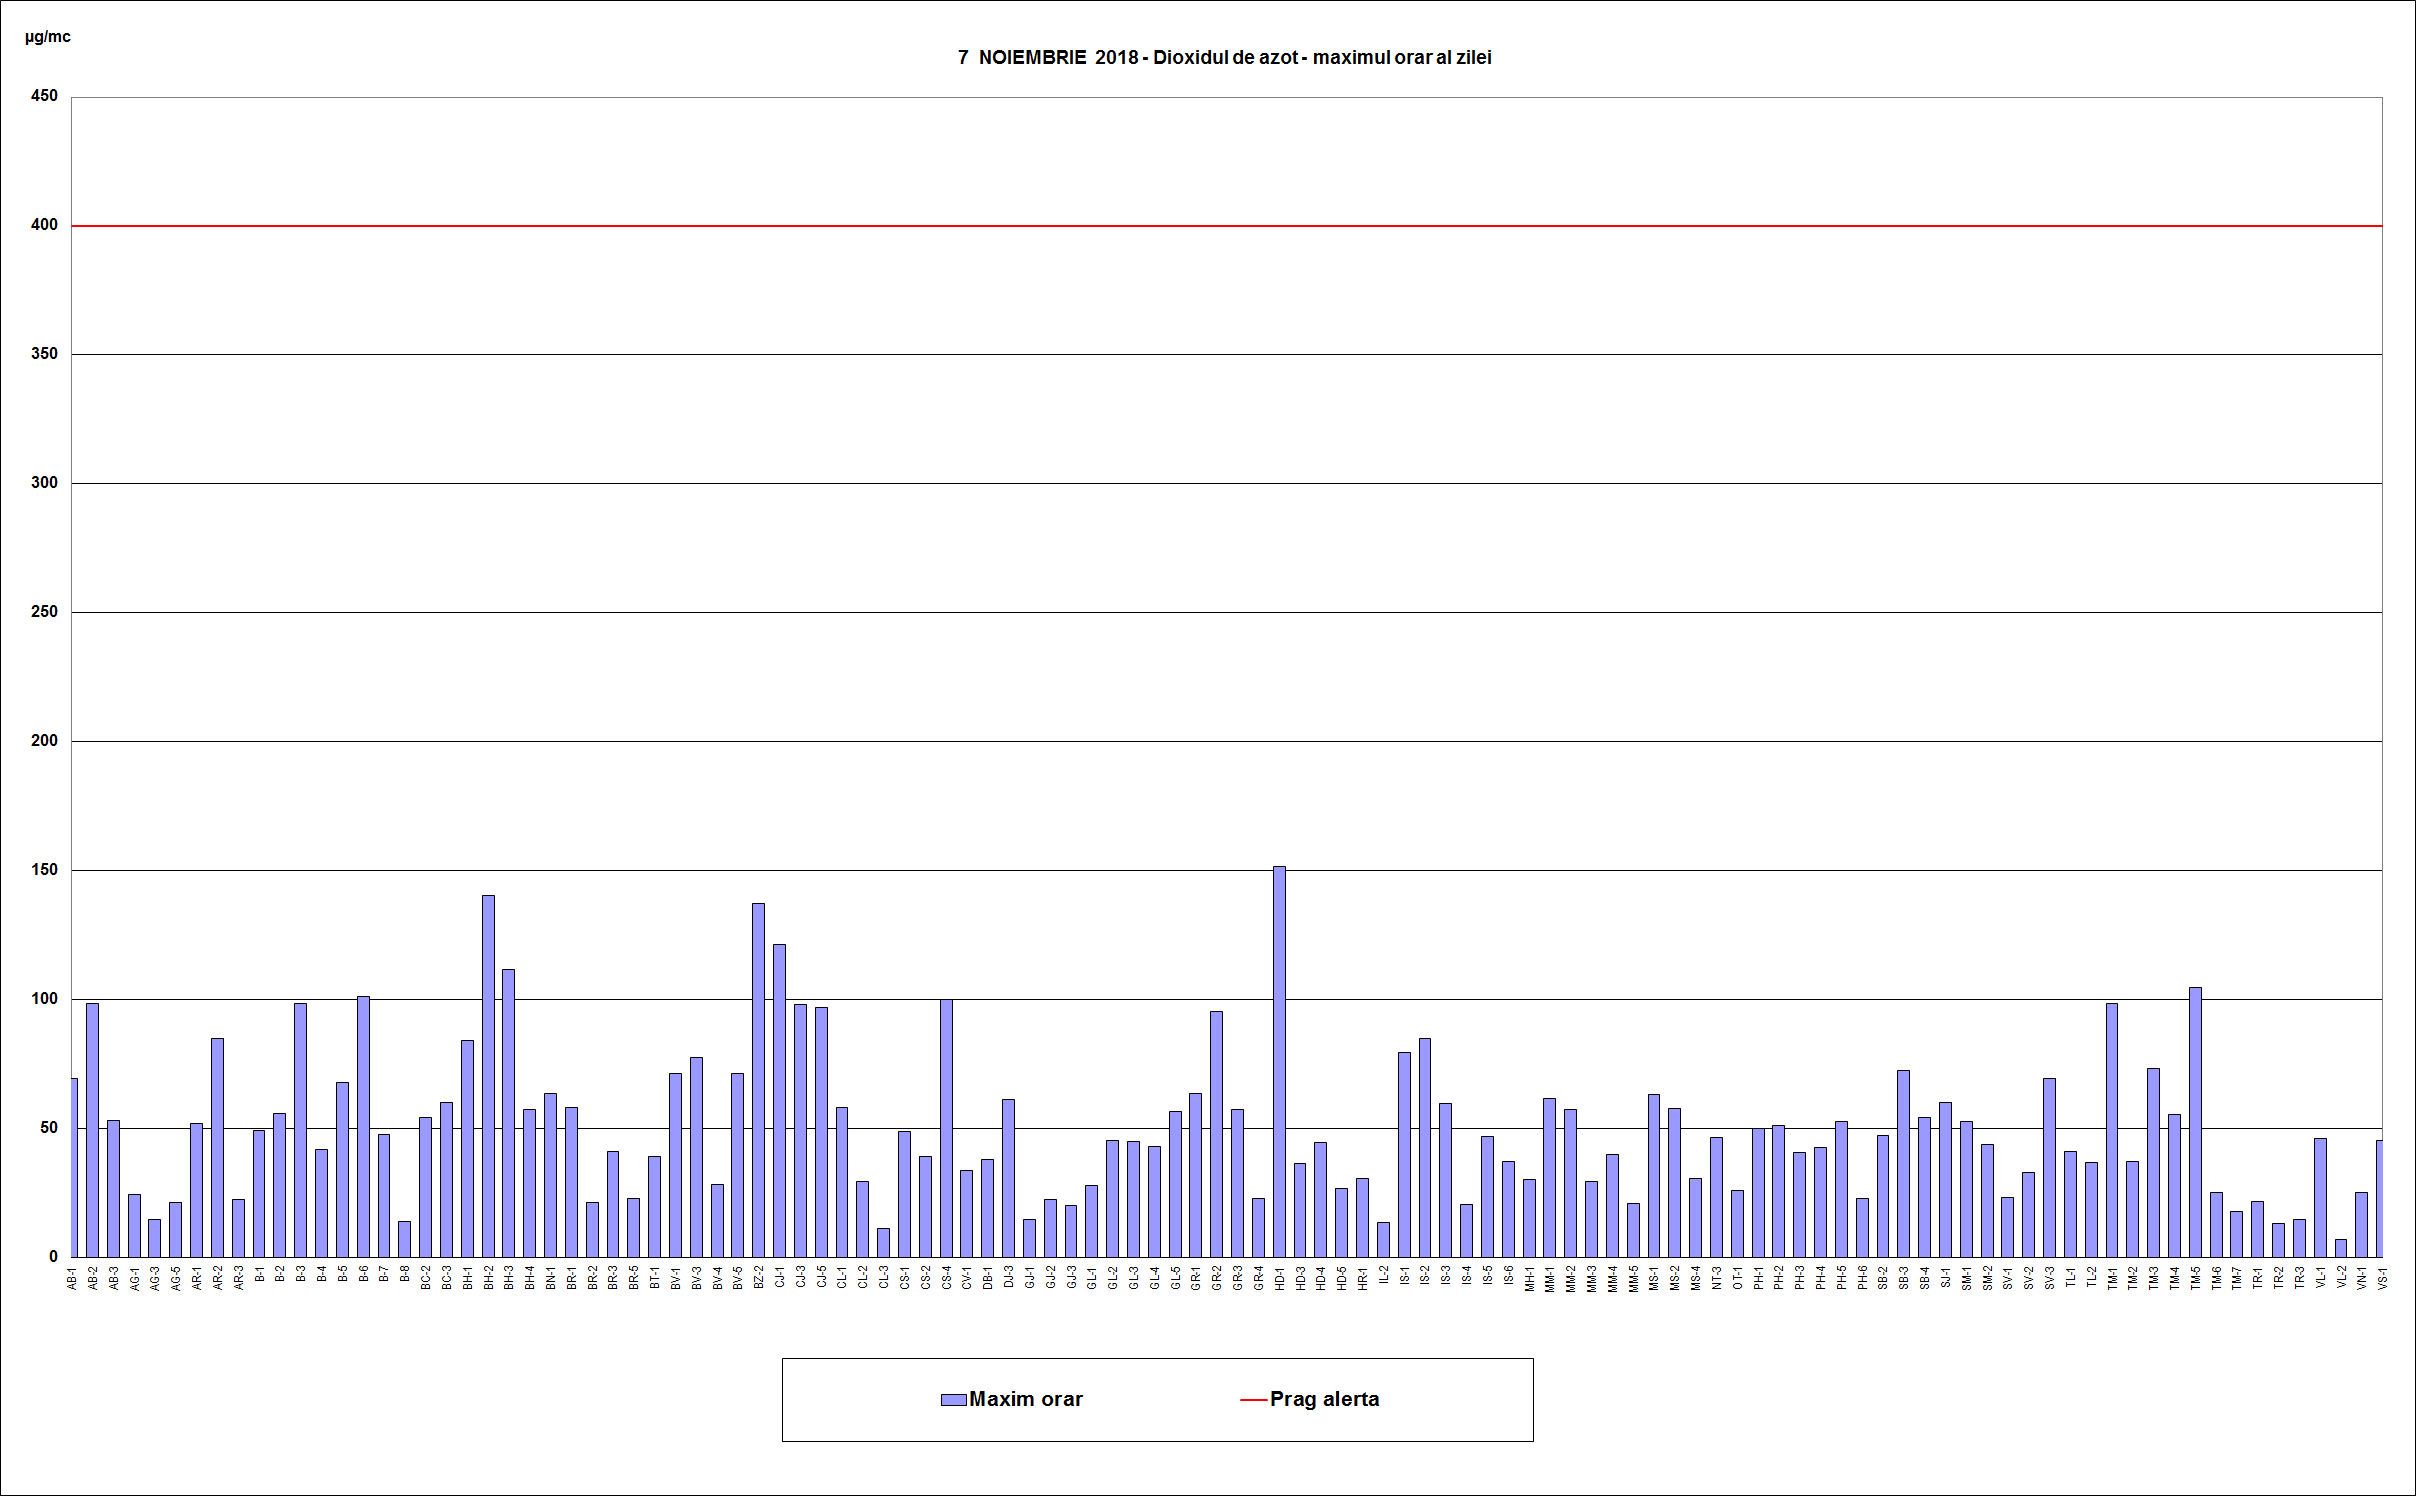 µg/mc
7 NOIEMBRIE 2018 - Dioxidul de azot - maximul orar al zilei
450
400
350
300
250
200
150
100
50
0
AB-1 AB-2 AB-3 AG-1 AG-3 AG-5 AR-1 AR-2 AR-3 B-1 B-2 B-3 B-4 B-5 B-6 B-7 B-8 BC-2 BC-3 BH-1 BH-2 BH-3 BH-4 BN-1 BR-1 BR-2 BR-3 BR-5 BT-1 BV-1 BV-3 BV-4 BV-5 BZ-2 CJ-1 CJ-3 CJ-5 CL-1 CL-2 CL-3 CS-1 CS-2 CS-4 CV-1 DB-1 DJ-3 GJ-1 GJ-2 GJ-3 GL-1 GL-2 GL-3 GL-4 GL-5 GR-1 GR-2 GR-3 GR-4 HD-1 HD-3 HD-4 HD-5 HR-1 IL-2 IS-1 IS-2 IS-3 IS-4 IS-5 IS-6 MH-1 MM-1 MM-2 MM-3 MM-4 MM-5 MS-1 MS-2 MS-4 NT-3 OT-1 PH-1 PH-2 PH-3 PH-4 PH-5 PH-6 SB-2 SB-3 SB-4 SJ-1 SM-1 SM-2 SV-1 SV-2 SV-3 TL-1 TL-2 TM-1 TM-2 TM-3 TM-4 TM-5 TM-6 TM-7 TR-1 TR-2 TR-3 VL-1 VL-2 VN-1 VS-1
Maxim orar Prag alerta